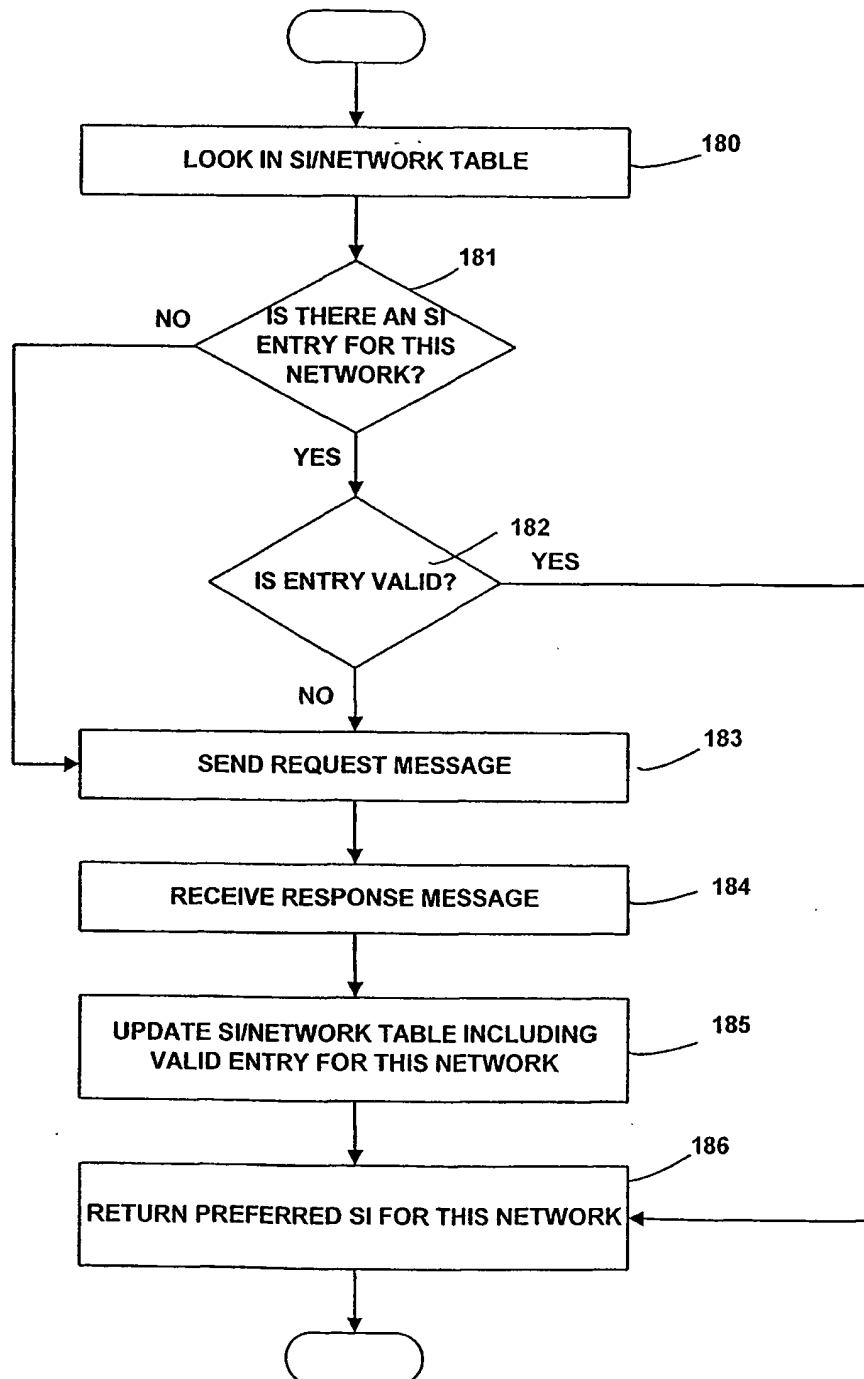 LOOK IN SI/NETWORK TABLE
180
181
NO
IS THERE AN SI
ENTRY FOR THIS
NETWORK?
YES
182
IS ENTRY VALID?
YES
NO
SEND REQUEST MESSAGE
183
RECEIVE RESPONSE MESSAGE
184
UPDATE SI/NETWORK TABLE INCLUDING
VALID ENTRY FOR THIS NETWORK
185
186
RETURN PREFERRED SI FOR THIS NETWORK